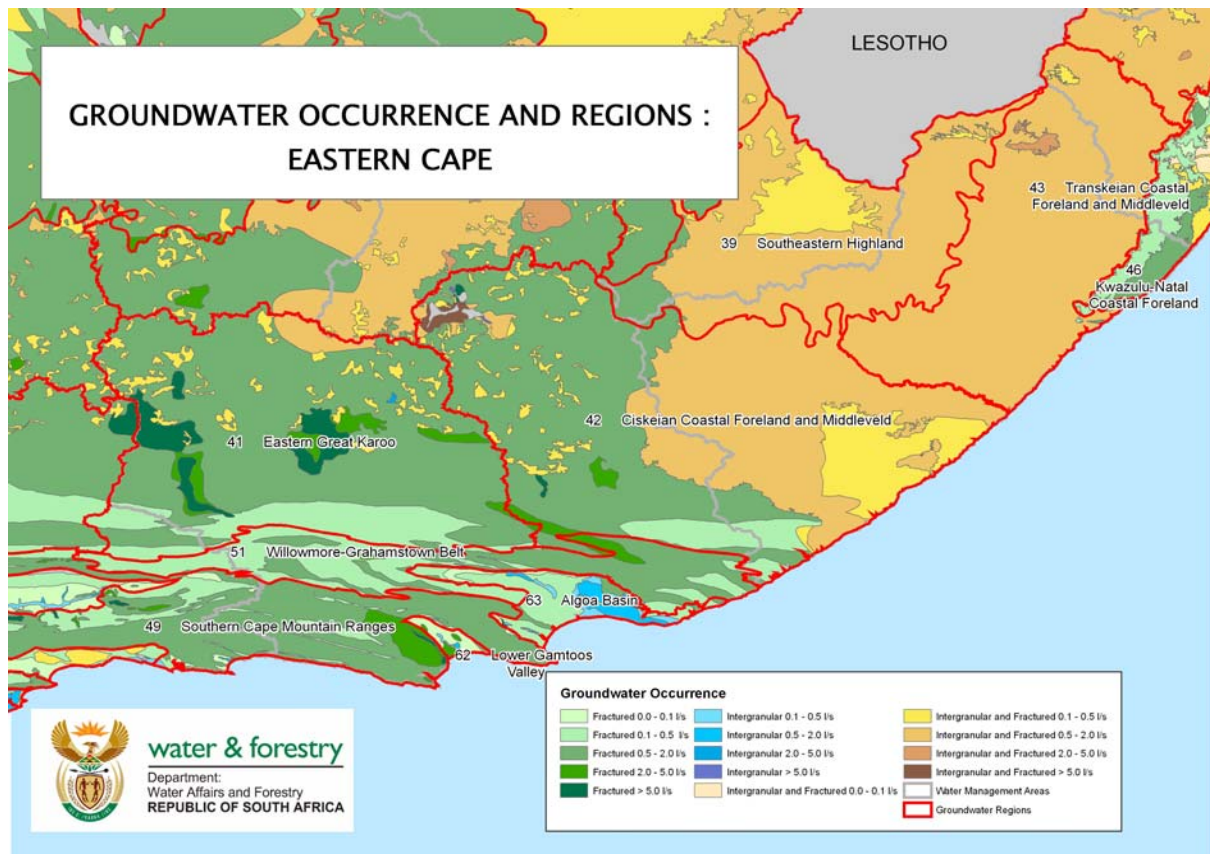 GROUNDWATER OCCURRENCE AND REGIONS :
EASTERN CAPE
LESOTHO
43 Transkeian Coastal
Foreland and Middleveld
39 Southeastern Highland
46
Kwazulu-Natal
Coastal Foreland
42 Ciskeian Coastal Foreland and Middleveld
41 Eastern Great Karoo
51 Willowmore-Grahamstown Belt
63 Algoa Basin
49 Southern Cape Mountain Ranges
62 Lower Gamtoos
Valley
Groundwater Occurrence
Fractured 0.0 - 0.1 l/s
Fractured 0.1 - 0.5 l/s
Fractured 0.5 - 2.0 l/s
Fractured 2.0 - 5.0 l/s
Fractured > 5.0 l/s
Intergranular 0.1 - 0.5 l/s
Intergranular 0.5 - 2.0 l/s
Intergranular 2.0 - 5.0 l/s
Intergranular > 5.0 l/s
Intergranular and Fractured 0.0 - 0.1 l/s
Intergranular and Fractured 0.1 - 0.5 l/s
Intergranular and Fractured 0.5 - 2.0 l/s
Intergranular and Fractured 2.0 - 5.0 l/s
Intergranular and Fractured > 5.0 l/s
Water Management Areas
Groundwater Regions
water & forestry
Department:
Water Affairs and Forestry
REPUBLIC OF SOUTH AFRICA